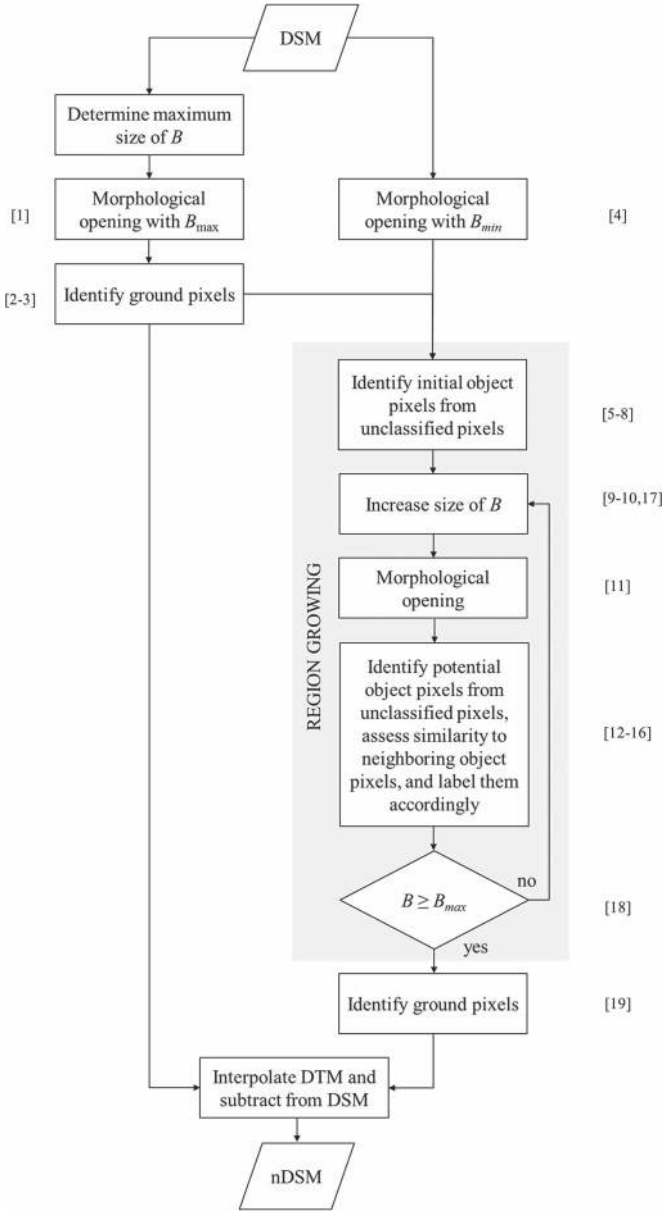 DSM
Determine maximum
size of B
[1]
Morphological
opening with Bmax
Morphological
opening with Bmin
[4]
[2-3]
Identify ground pixels
REGION GROWING
Identify initial object
pixels from
unclassified pixels
[5-8]
Increase size of B
[9-10,17]
Morphological
opening
[11]
Identify potential
object pixels from
unclassified pixels,
assess similarity to
neighboring object
pixels, and label them
accordingly
[12-16]
B ≥ Bmax
no
[18]
yes
Identify ground pixels
[19]
Interpolate DTM and
subtract from DSM
nDSM